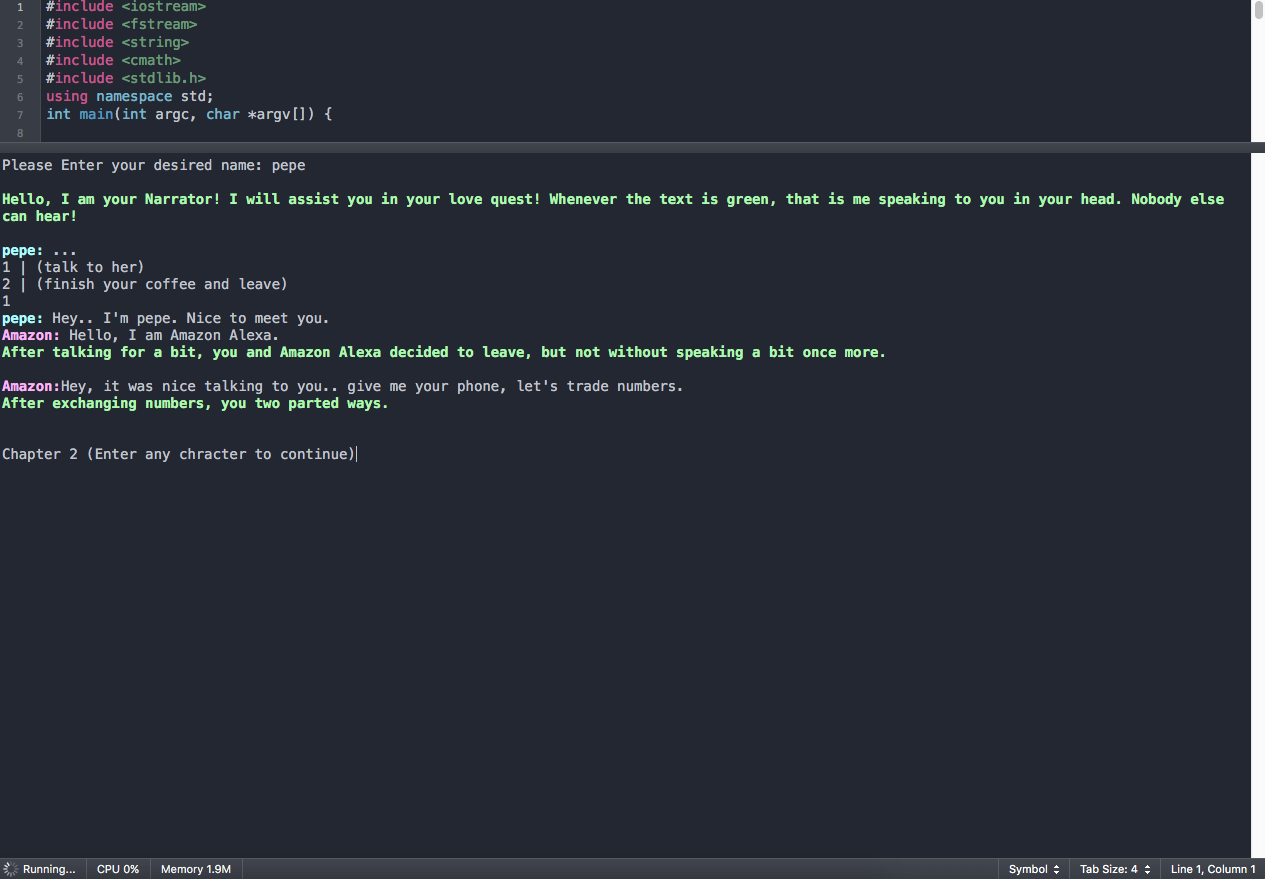 1 #include <iostream>
2 #include <fstream>
3 #include <string>
4 #include <cmath>
5 #include <stdlib.h>
6 using namespace std;
7 int main(int argc, char *argv[]) {
8
Please Enter your desired name: pepe
Hello, I am your Narrator! I will assist you in your love quest! Whenever the text is green, that is me speaking to you in your head. Nobody else
can hear!
pepe: ...
1 | (talk to her)
2 | (finish your coffee and leave)
1
pepe: Hey.. I'm pepe. Nice to meet you.
Amazon: Hello, I am Amazon Alexa.
After talking for a bit, you and Amazon Alexa decided to leave, but not without speaking a bit once more.
Amazon:Hey, it was nice talking to you.. give me your phone, let's trade numbers.
After exchanging numbers, you two parted ways.
Chapter 2 (Enter any chracter to continue)
Running... CPU 0% Memory 1.9M Symbol Tab Size: 4 Line 1, Column 1